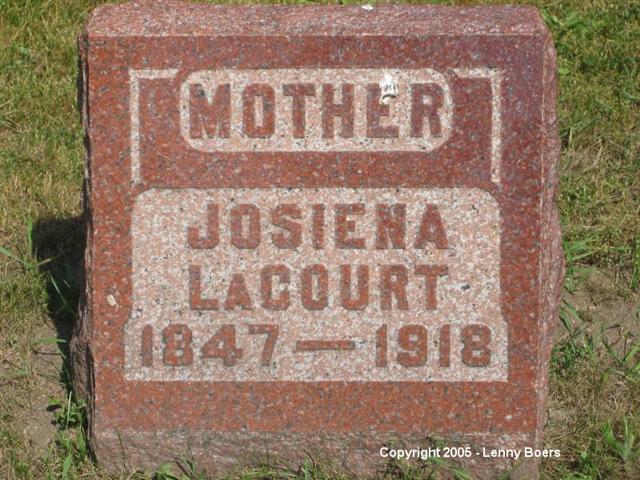 MOTHER
JOSIENA
LACOURT
1847 — 1918
Copyright 2005 - Lenny Boers